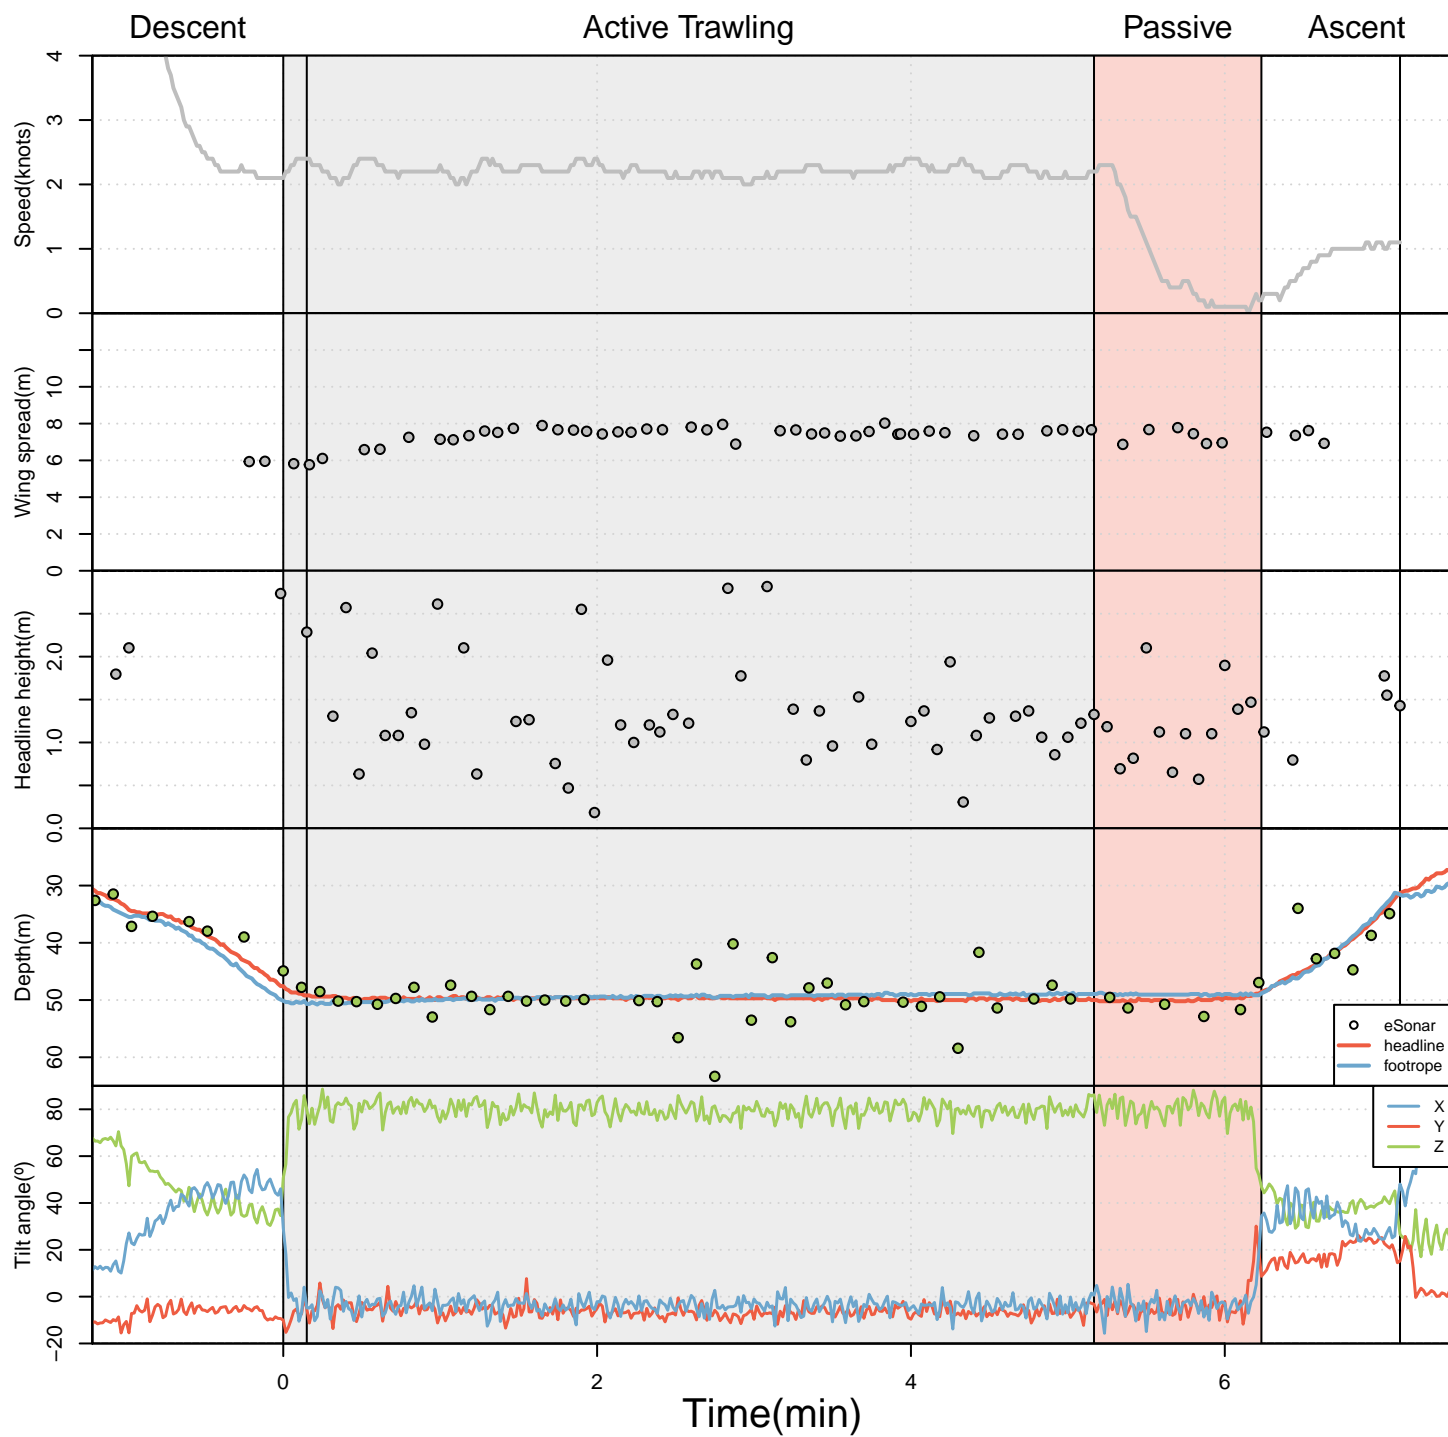 Descent Active Trawling Passive Ascent
Speed(knots)
4
3
2
1
0
Wing spread(m)
10
8
6
4
2
0
Headline height(m)
2.0
1.0
0.0
Depth(m)
30
40
50
60
eSonar
headline
footrope
Tilt angle(º)
80
60
40
20
0
−20
X
Y
Z
0 2 4 6
Time(min)